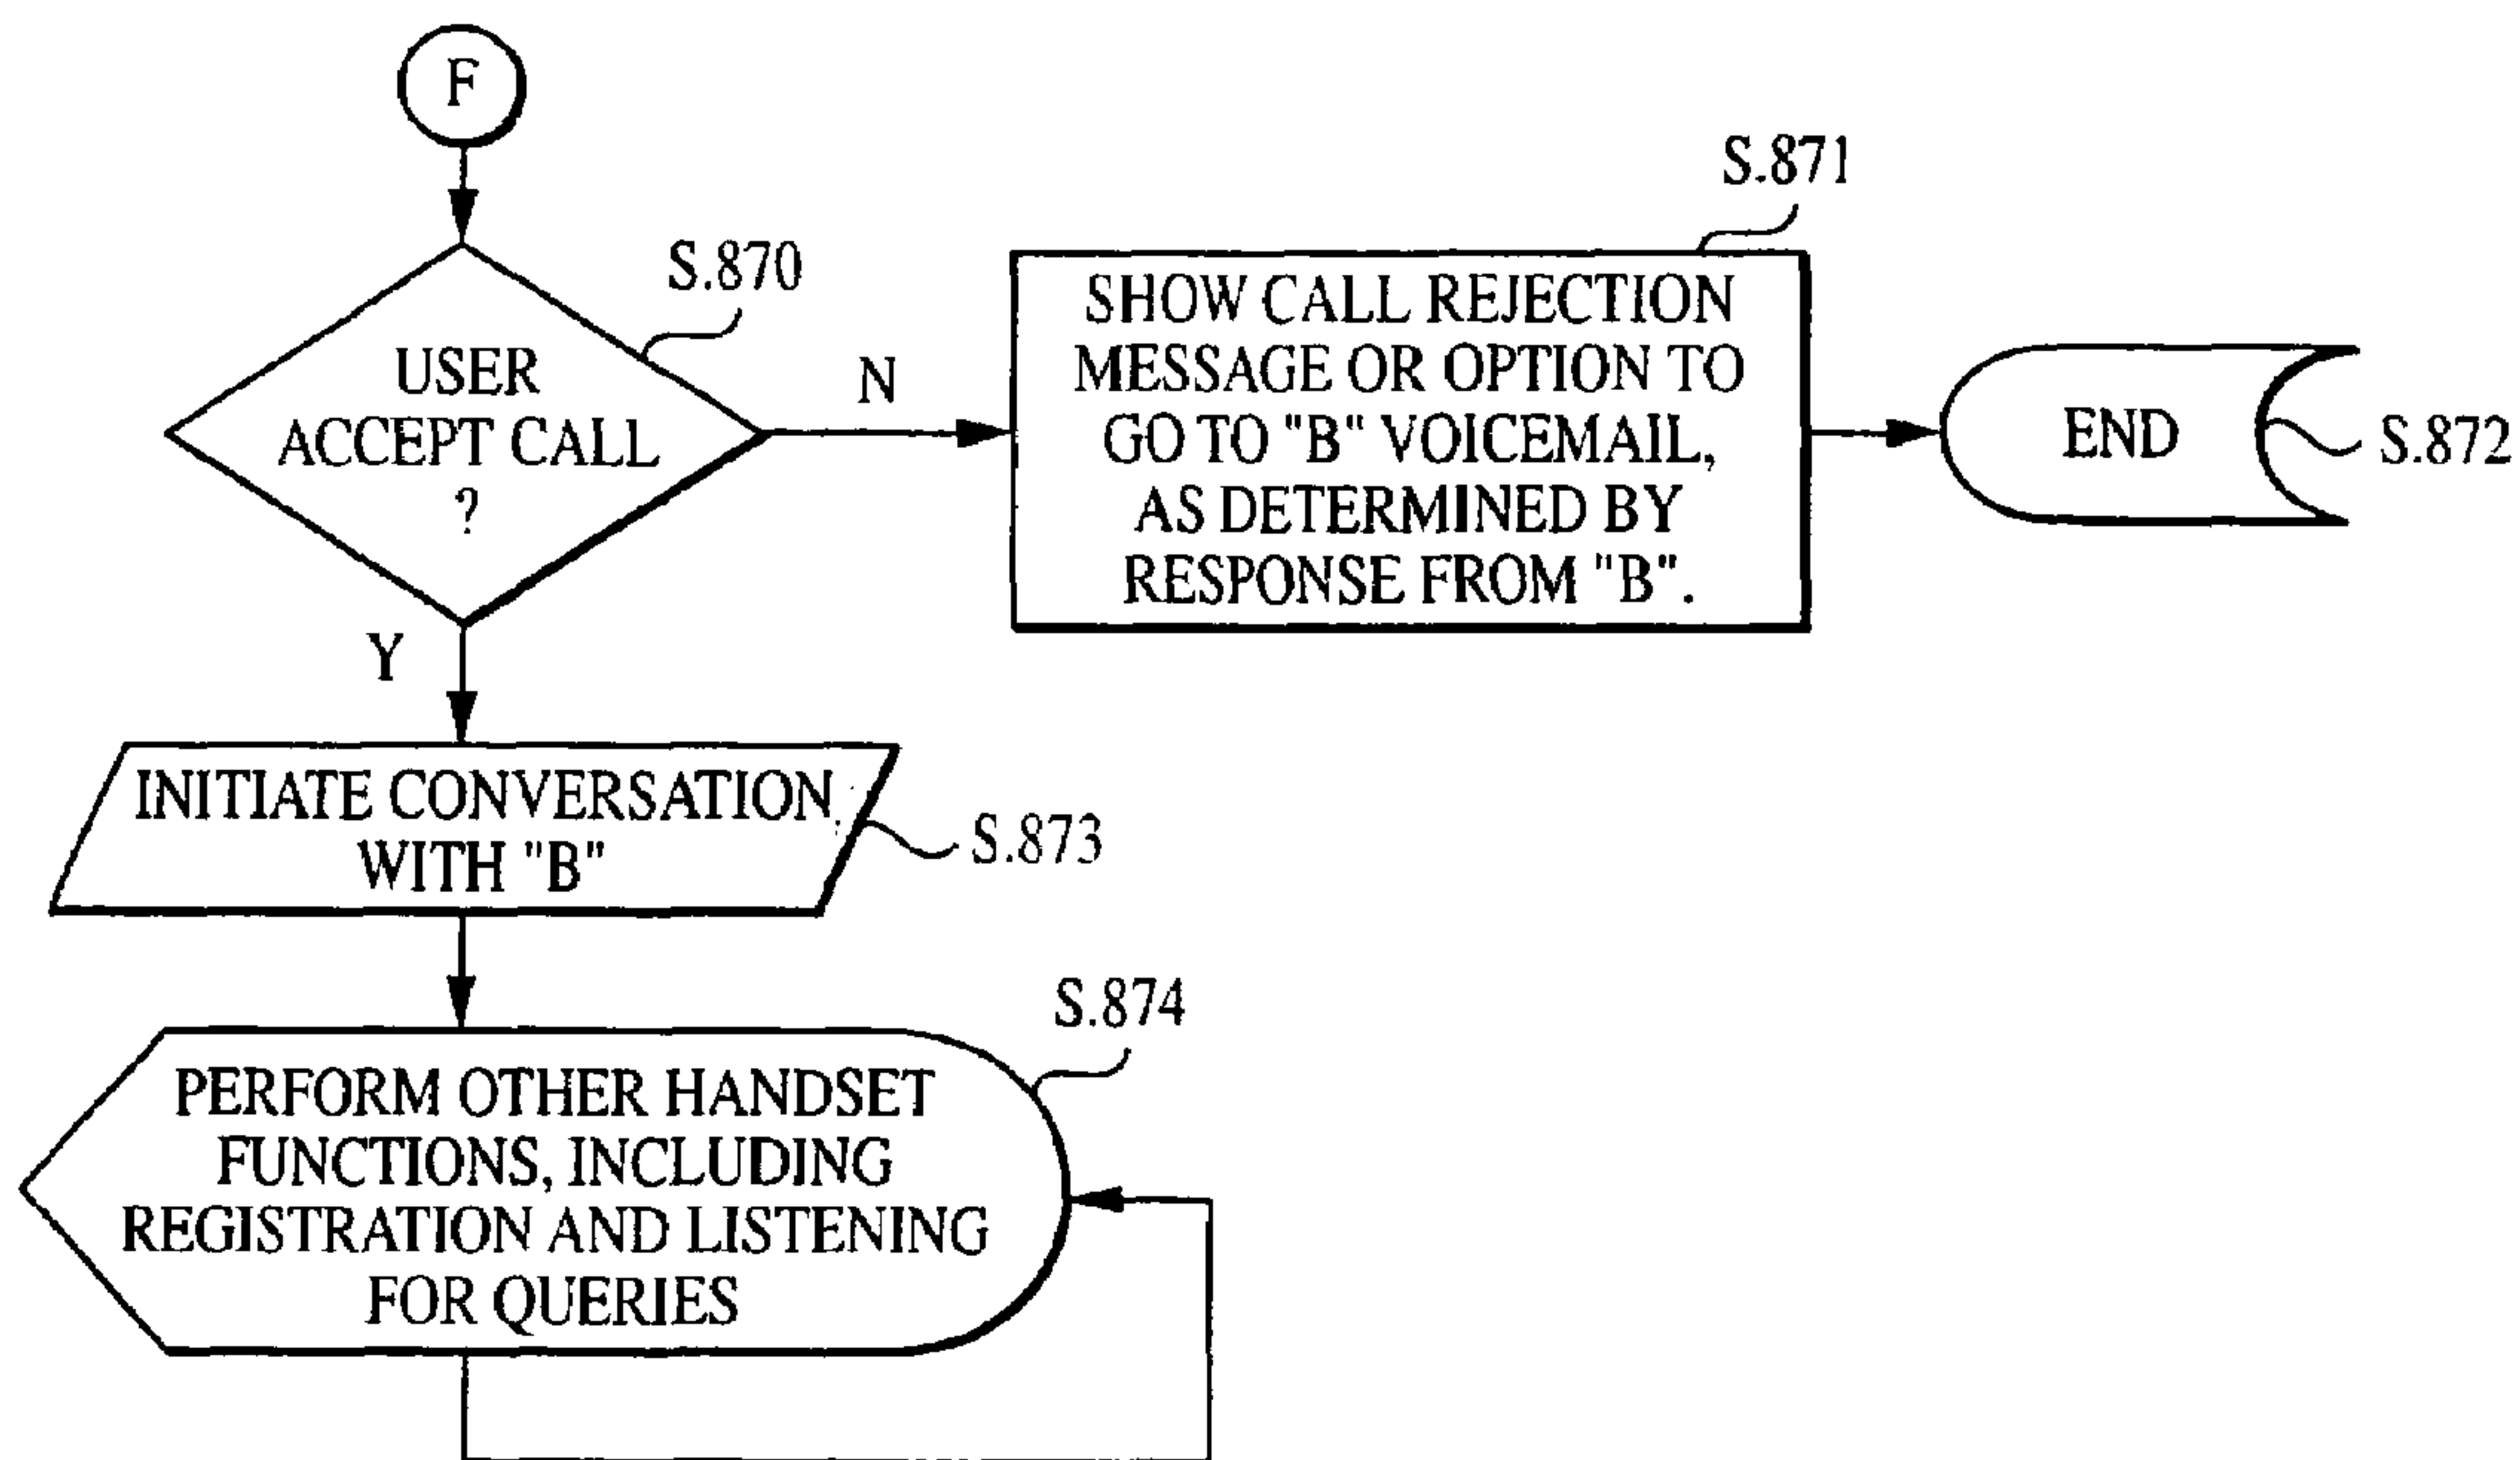 F
S.870
USER
ACCEPT CALL
?
N
Y
S.871
SHOW CALL REJECTION
MESSAGE OR OPTION TO
GO TO "B" VOICEMAIL,
AS DETERMINED BY
RESPONSE FROM "B".
END
S.872
INITIATE CONVERSATION
WITH "B"
S.873
S.874
PERFORM OTHER HANDSET
FUNCTIONS, INCLUDING
REGISTRATION AND LISTENING
FOR QUERIES